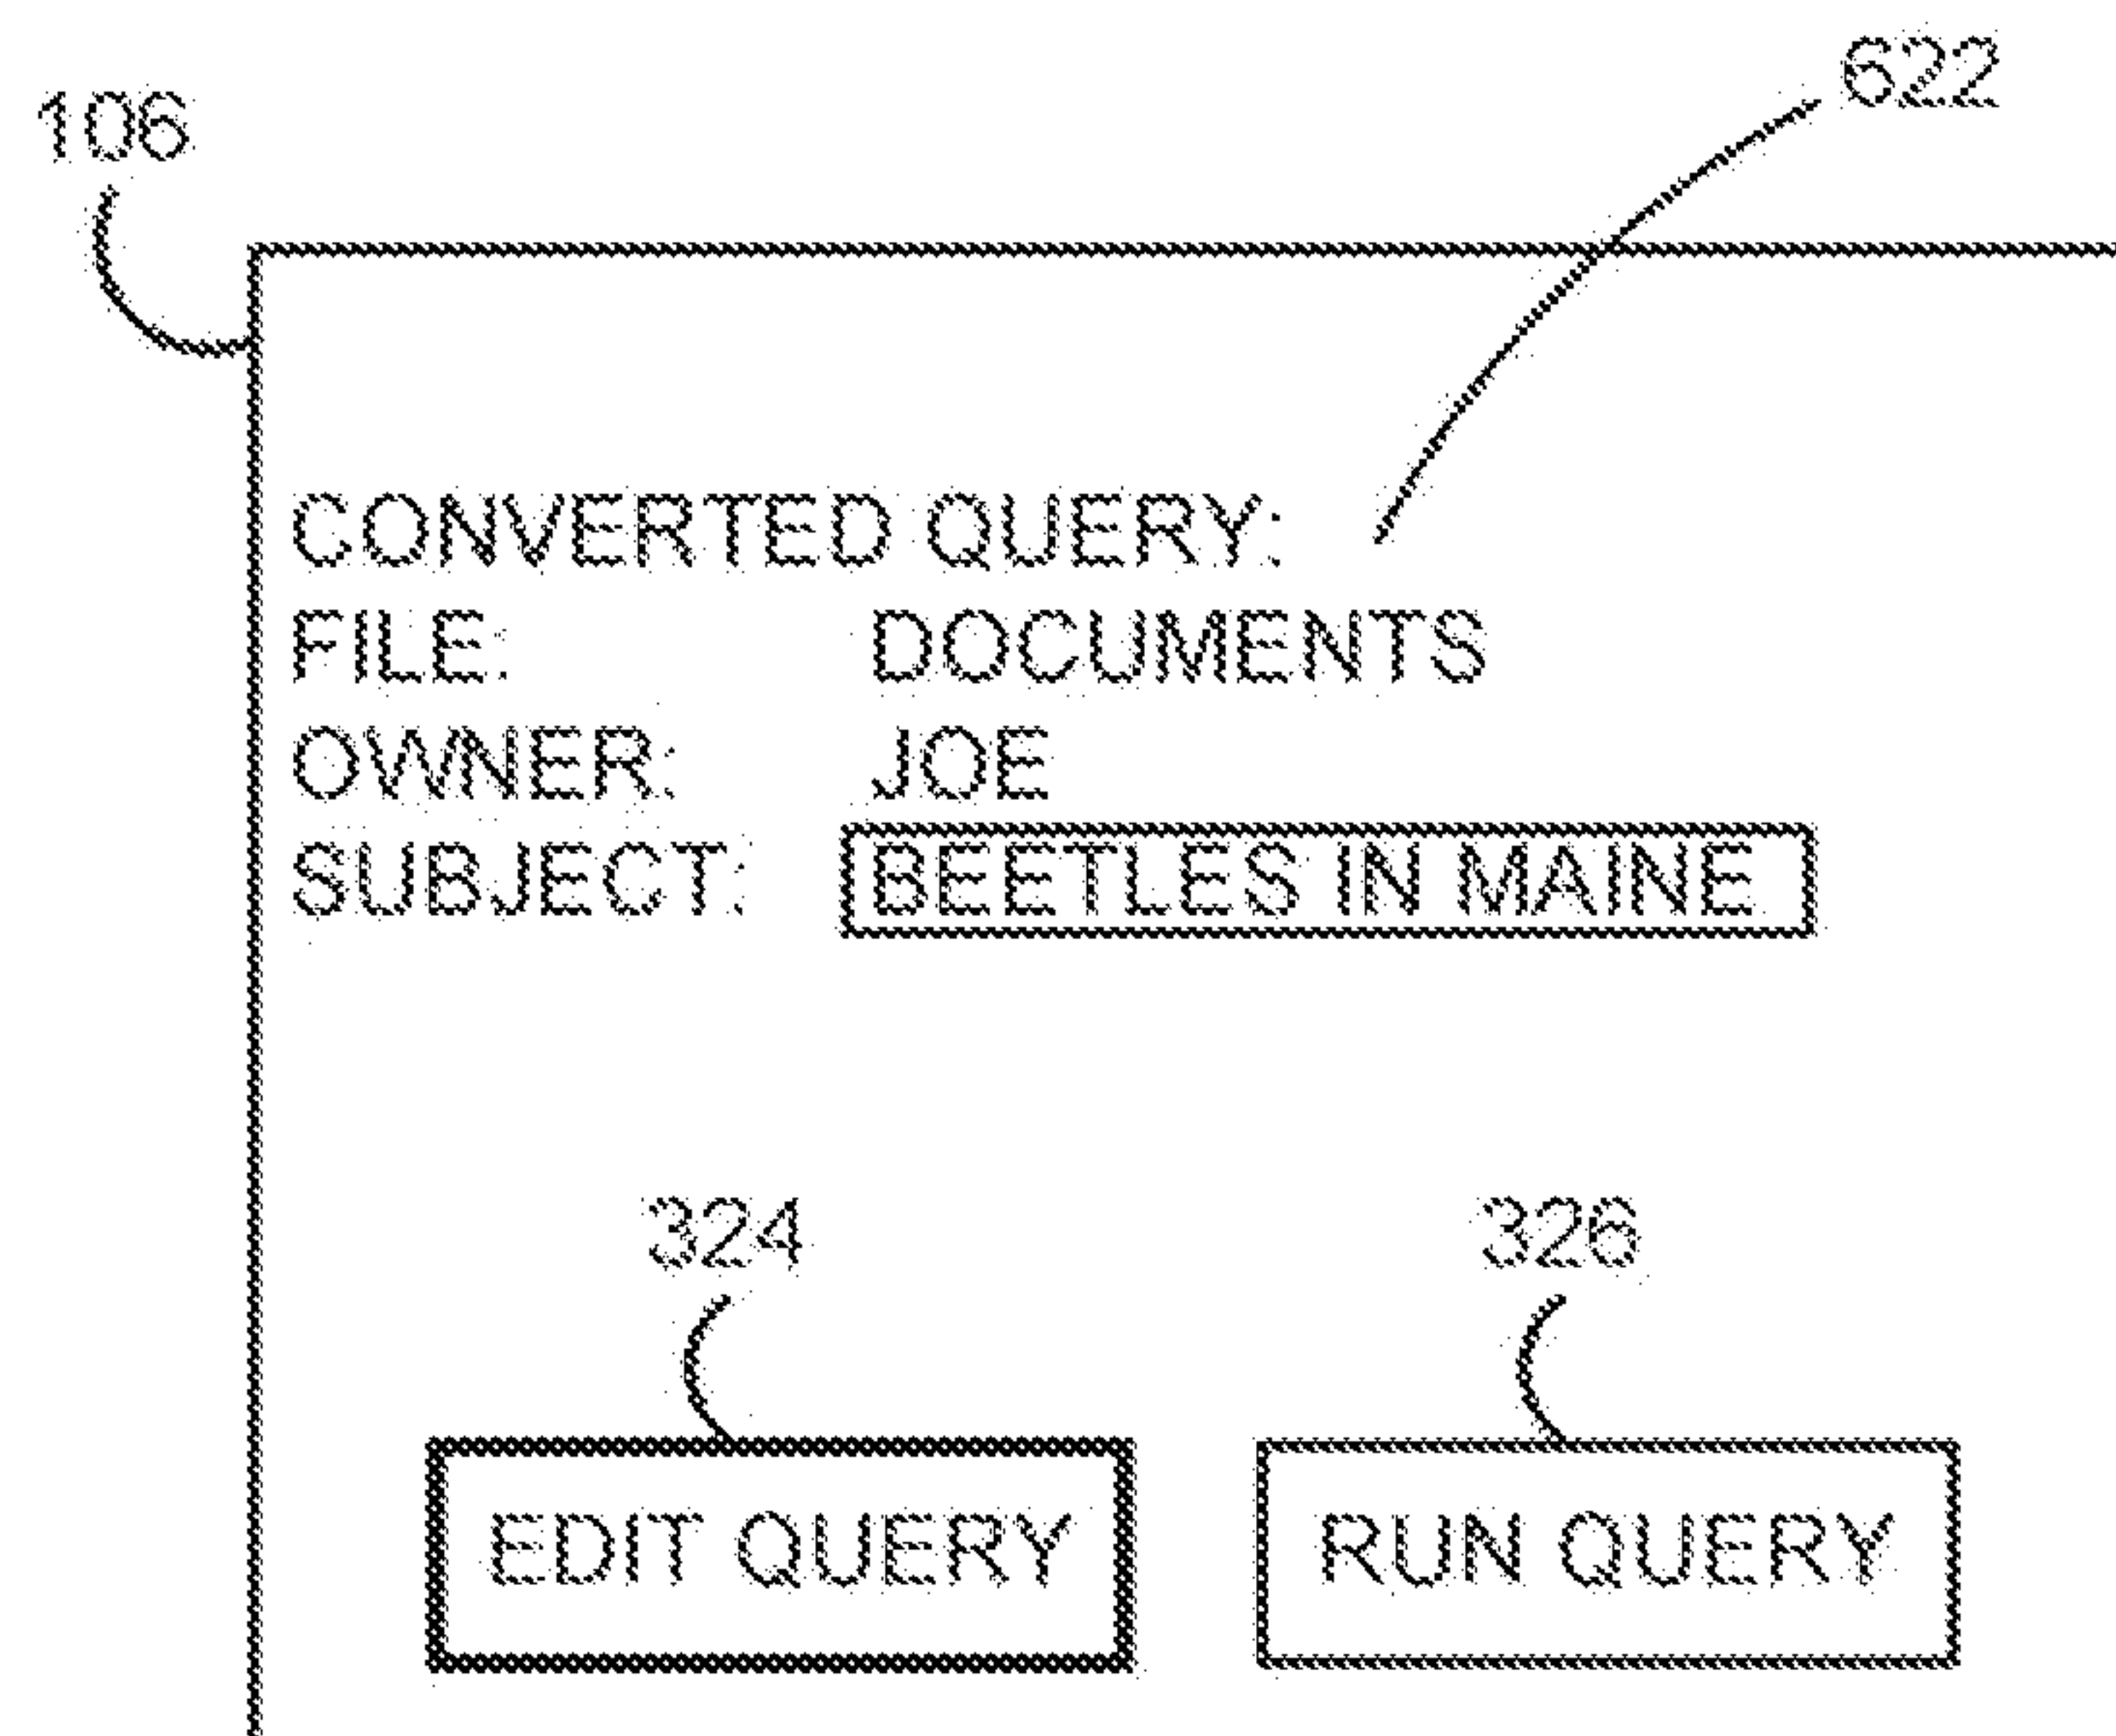 622
106
CONVERTED QUERY:
FILE: DOCUMENTS
OWNER: JOE
SUBJECT: BEETLES IN MAINE
324 326
EDIT QUERY RUN QUERY